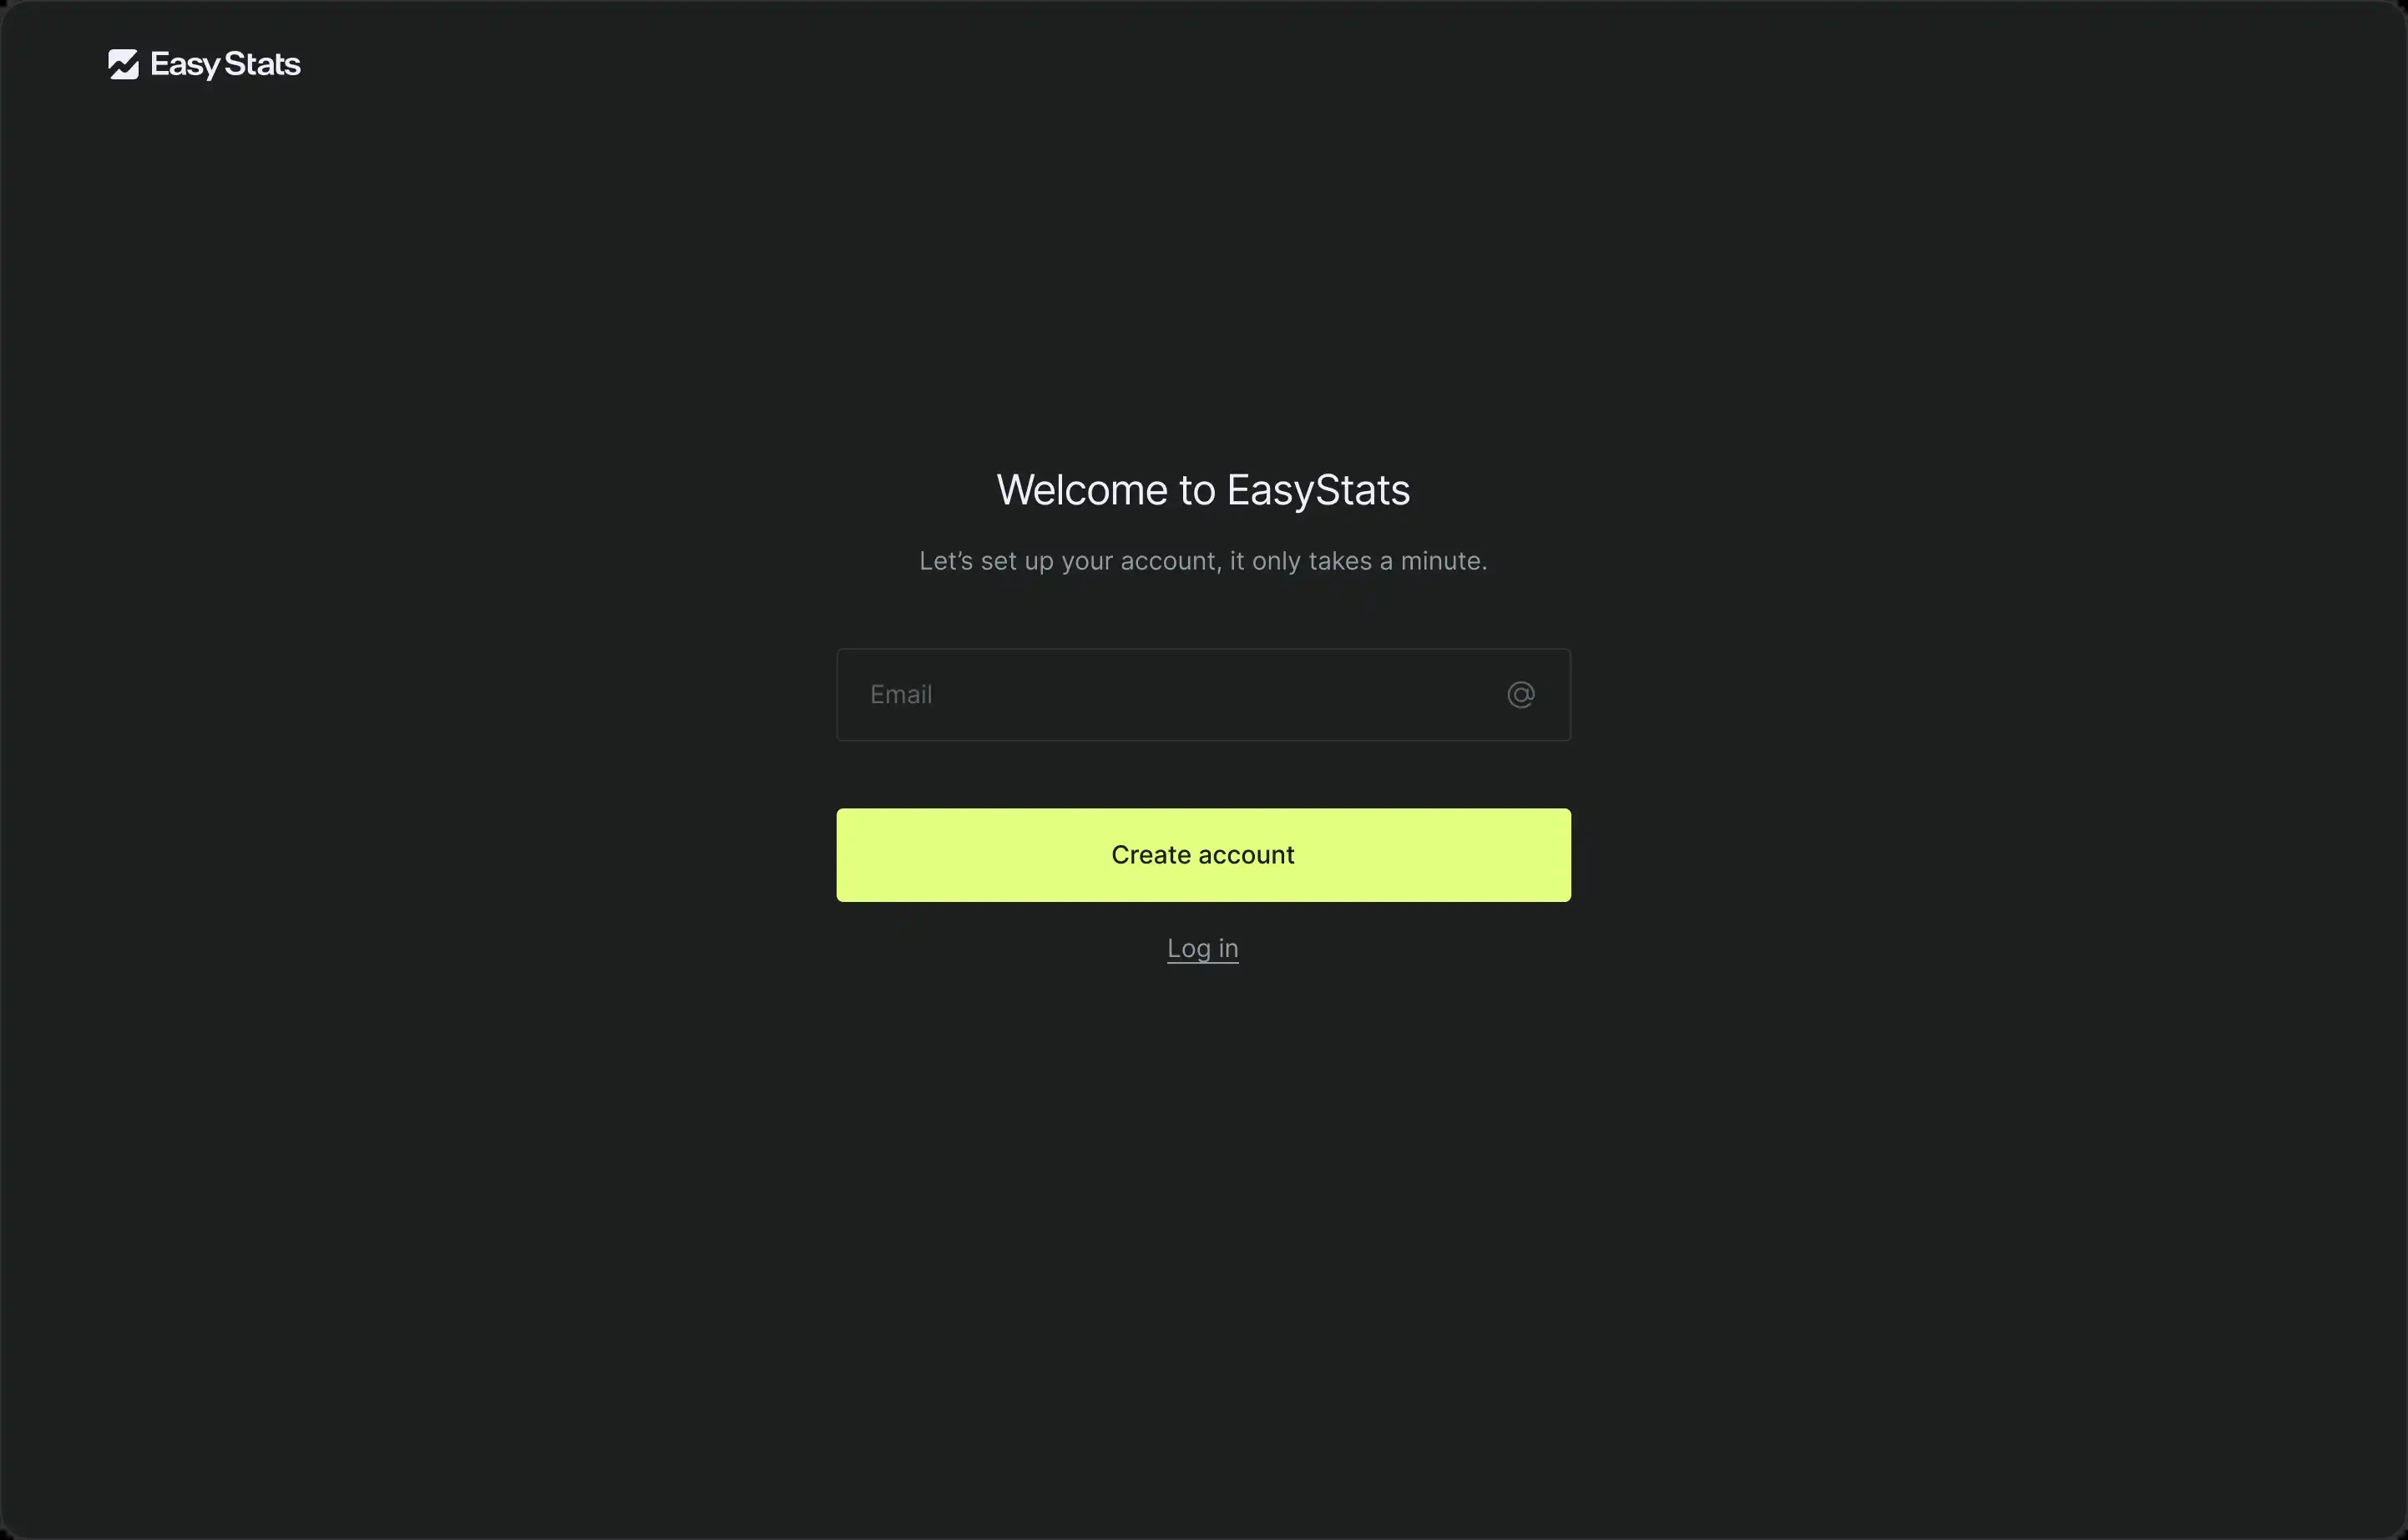 Easy Stats
Welcome to EasyStats
Let’s set up your account, it only takes a minute.
Email @
Create account
Log in